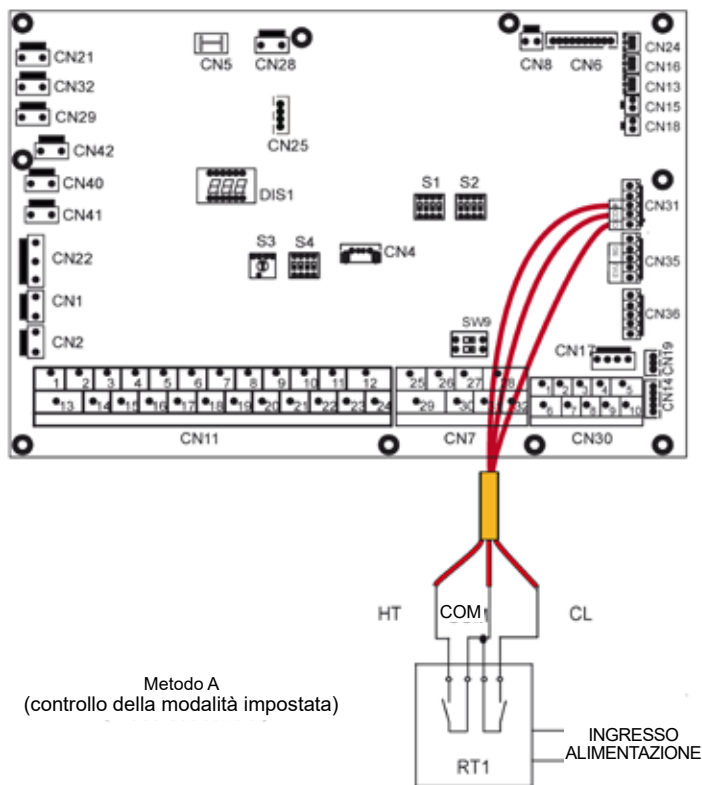 CN21
CN5
CN28
CN8
CN6
CN24
CN32
CN16
CN13
CN29
CN15
CN25
CN18
CN42
CN40
DIS1
S1
S2
CN31
CN41
CN22
S3
S4
CN4
CN35
CN1
CN36
CN2
SW9
CN17
CN19
1 2 3 4 5 6 7 8 9 10 11 12
25 26 27 28
1 2 3 4 5
13 14 15 16 17 18 19 20 21 22 23 24
29 30 32
6 7 8 9 10
CN14
CN11
CN7
CN30
HT
COM
CL
Metodo A
(controllo della modalità impostata)
INGRESSO
ALIMENTAZIONE
RT1